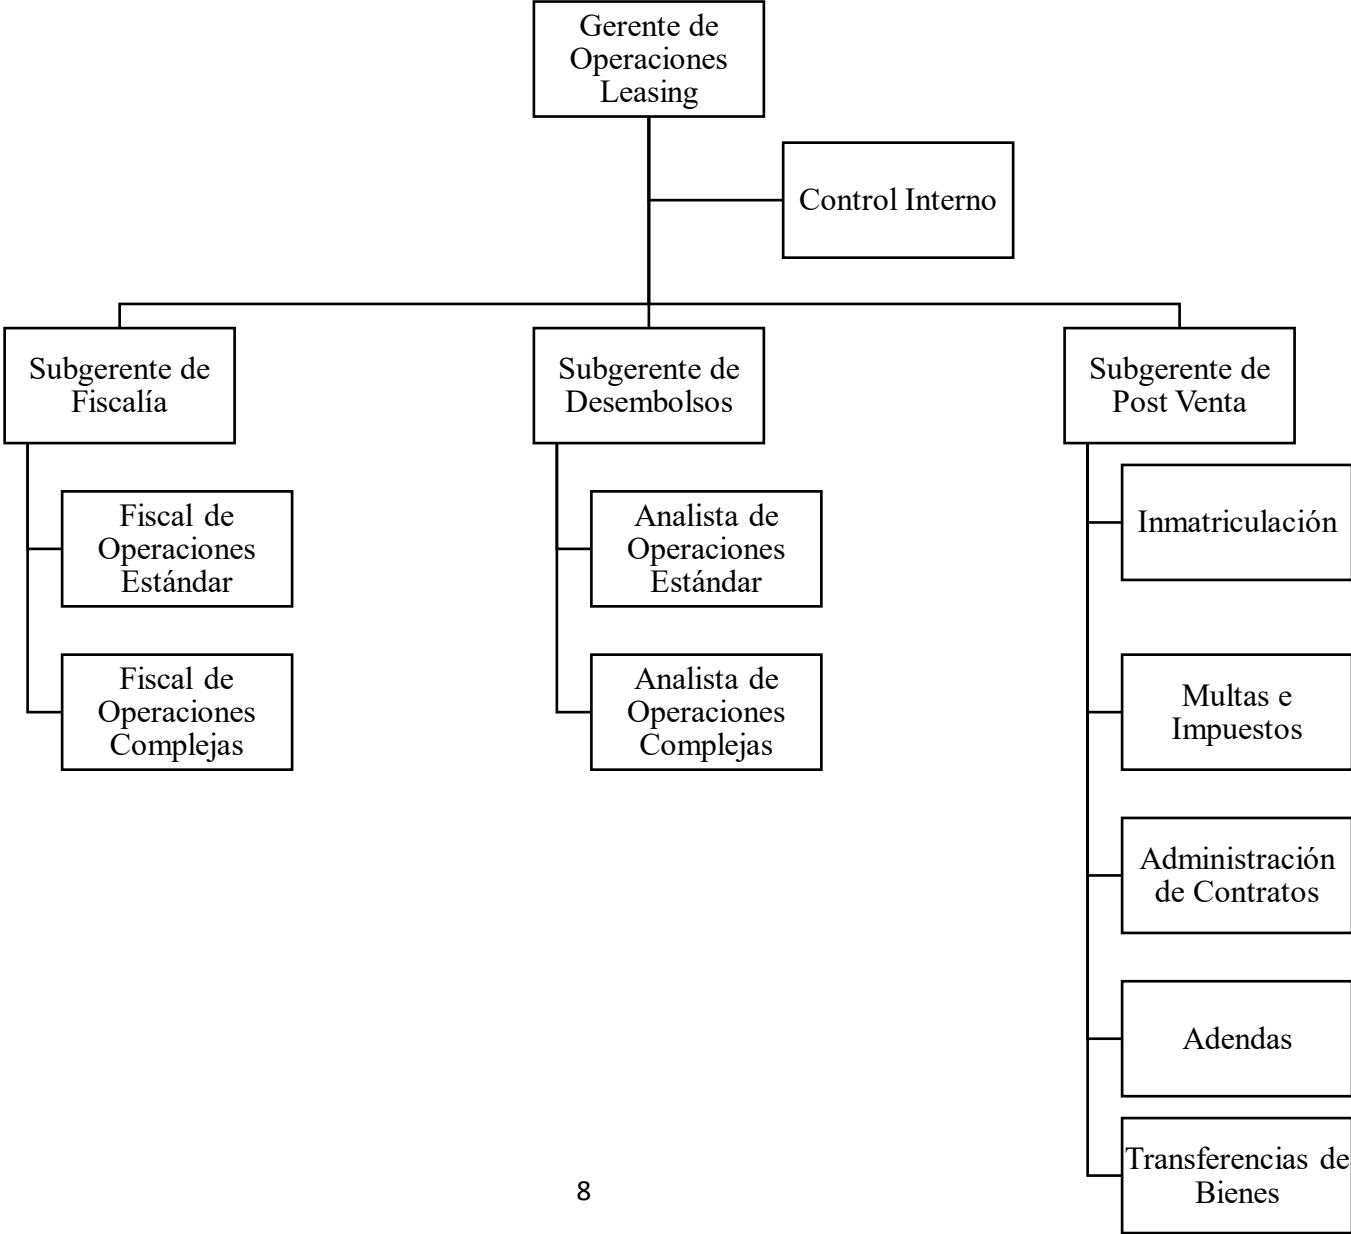 Gerente de
Operaciones
Leasing
Control Interno
Subgerente de
Fiscalía
Subgerente de
Desembolsos
Subgerente de
Post Venta
Fiscal de
Operaciones
Estándar
Analista de
Operaciones
Estándar
Inmatriculación
Fiscal de
Operaciones
Complejas
Analista de
Operaciones
Complejas
Multas e
Impuestos
Administración
de Contratos
Adendas
Transferencias de
Bienes
8